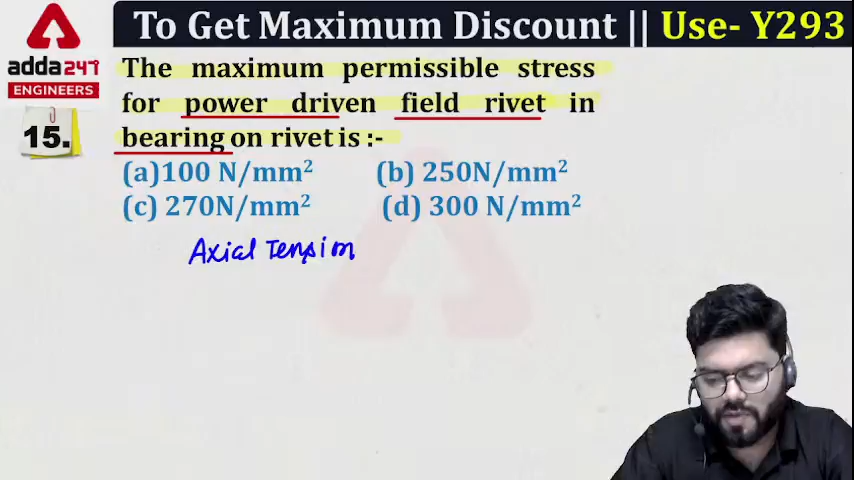 To Get Maximum Discount || Use- Y293
adda247
ENGINEERS
15.
The maximum permissible stress
for power driven field rivet in
bearing on rivet is :-
(a)100 N/mm² (b) 250N/mm²
(c) 270N/mm² (d) 300 N/mm²
Axial Tension